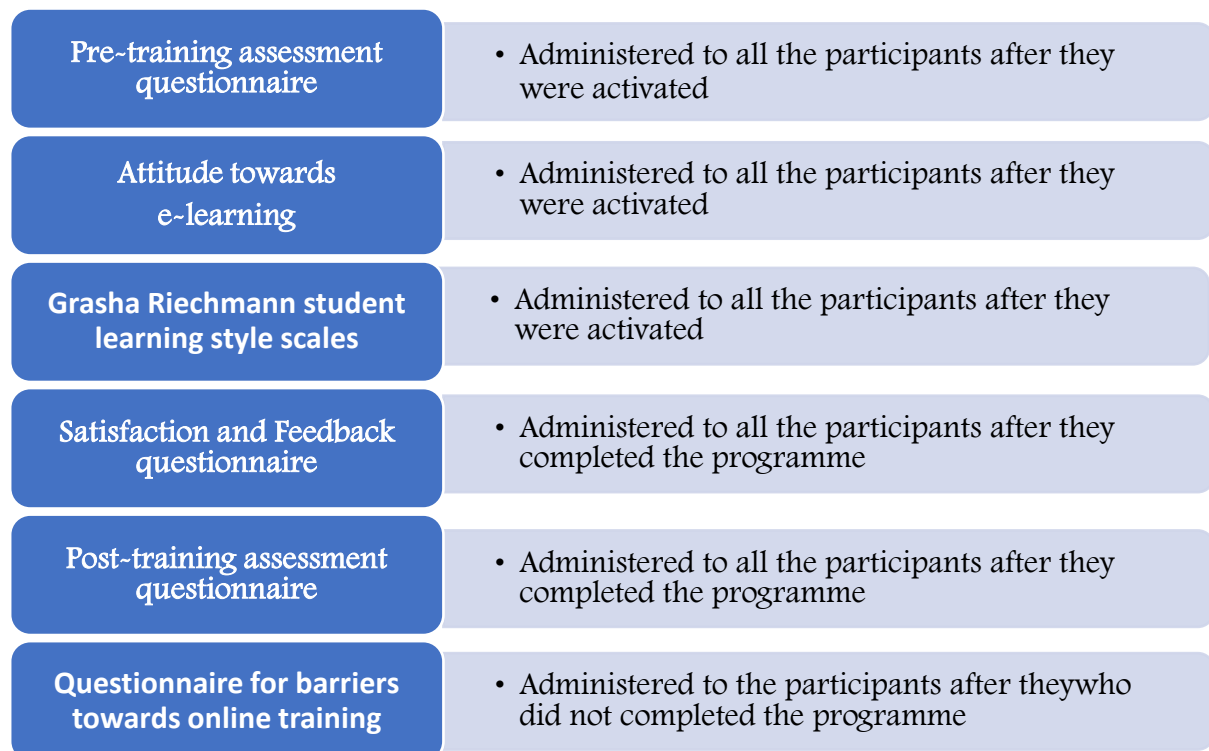 Pre-training assessment
questionnaire
• Administered to all the participants after they
were activated
Attitude towards
e-learning
• Administered to all the participants after they
were activated
Grasha Riechmann student
learning style scales
• Administered to all the participants after they
were activated
Satisfaction and Feedback
questionnaire
• Administered to all the participants after they
completed the programme
Post-training assessment
questionnaire
• Administered to all the participants after they
completed the programme
Questionnaire for barriers
towards online training
• Administered to the participants after theywho
did not completed the programme